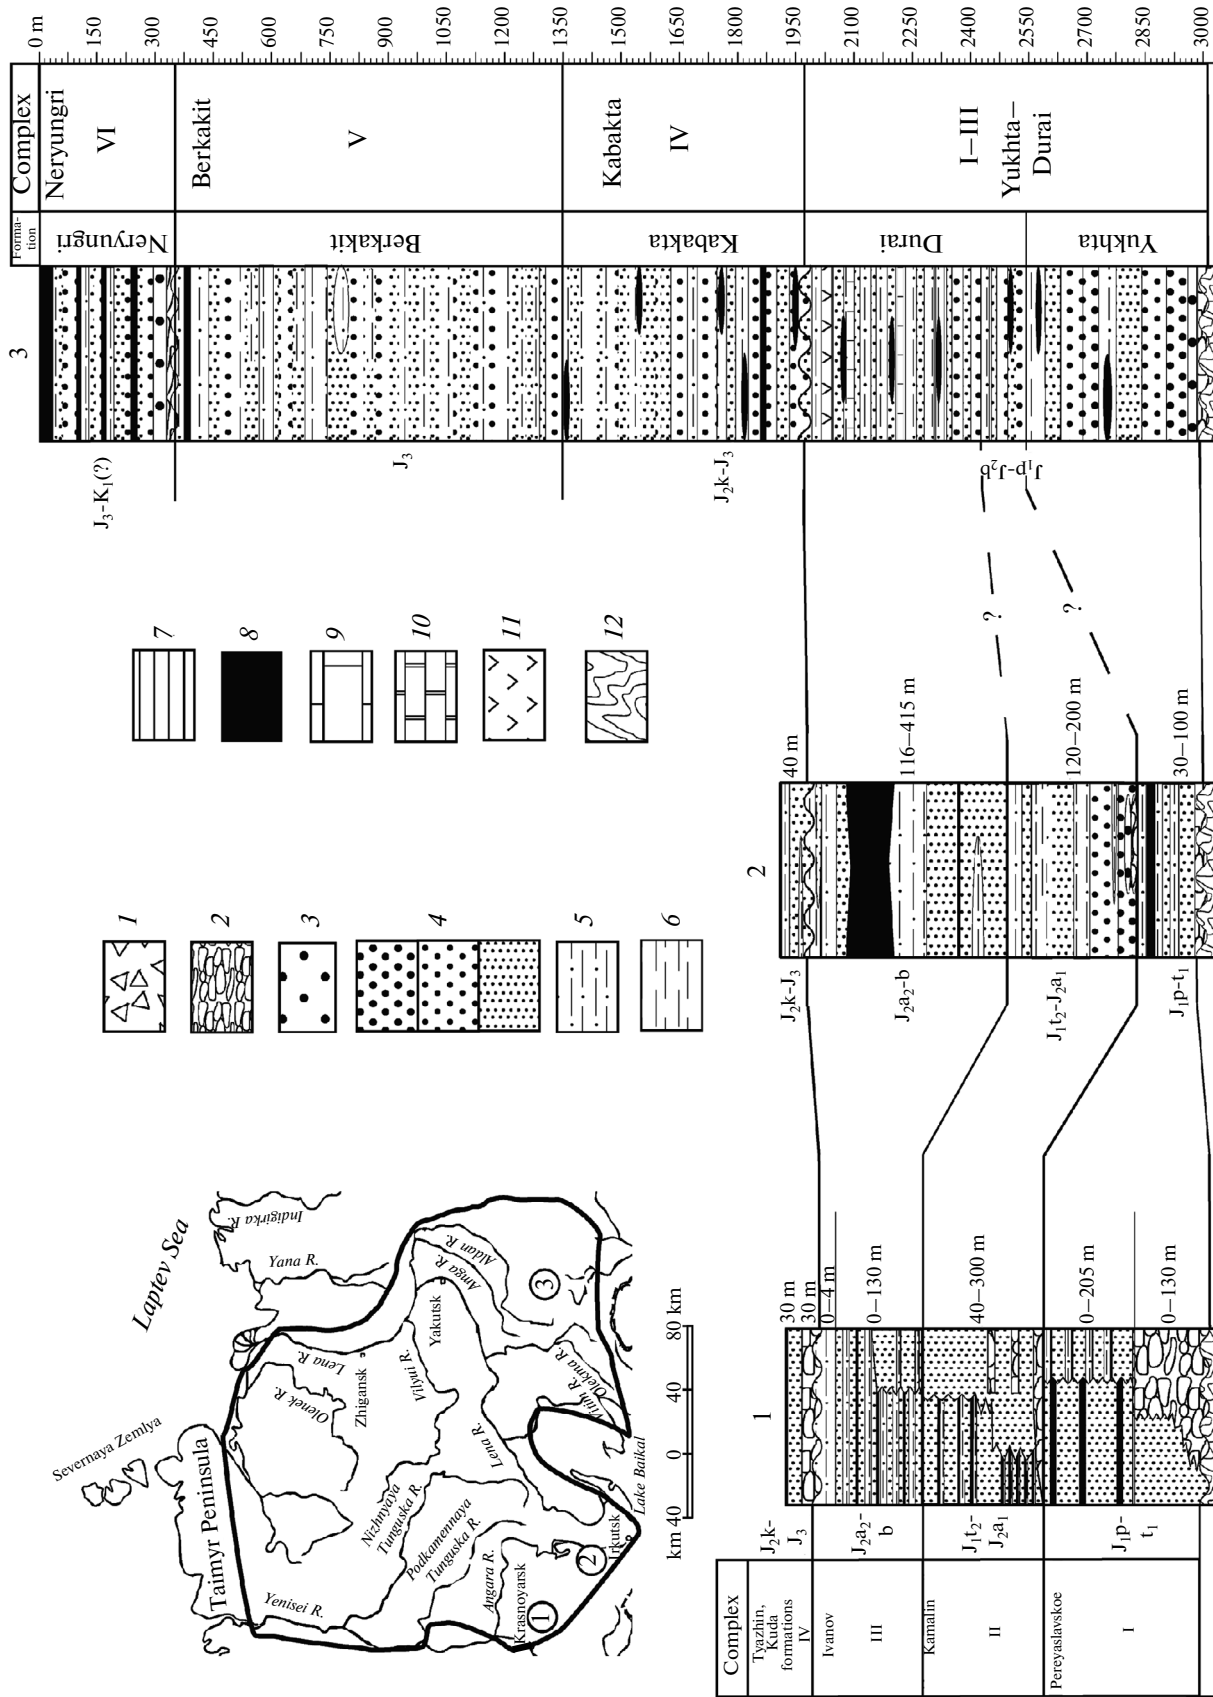 Severnaya Zemlya
Taimyr Peninsula
Laptev Sea
Yenisei R.
Olenek R.
Lena R.
Yana R.
Indigirka R.
Zhigansk
Nizhnyaya
Tunguska R.
Podkamennaya
Tunguska R.
Vilyui R.
Yakutsk
Amga R.
Aldan R.
Lena R.
Angara R.
Krasnoyarsk
Irkutsk
Lake Baikal
Vitim R.
Olekma R.
1
2
3
km 40 0 40 80 km
1
2
3
4
5
6
7
8
9
10
11
12
Complex
Tyazhin,
Kuda
formations
IV
Ivanov
III
Kamalin
II
Pereyaslavskoe
I
J2k-
J3
J2a2-
b
J1t2-
J2a1
J1p-
t1
1
30 m
30 m
0–4 m
0–130 m
40–300 m
0–205 m
0–130 m
J2k-J3
J2a2-b
J1t2-J2a1
J1p-t1
2
40 m
116–415 m
120–200 m
30–100 m
?
?
J3-K1(?)
J3
J2k-J3
J1p-J2b
3
Forma-
tion
Neryungri
Berkakit
Kabakta
Durai
Yukhta
Complex
Neryungri
VI
Berkakit
V
Kabakta
IV
I–III
Yukhta–
Durai
0 m
150
300
450
600
750
900
1050
1200
1350
1500
1650
1800
1950
2100
2250
2400
2550
2700
2850
3000